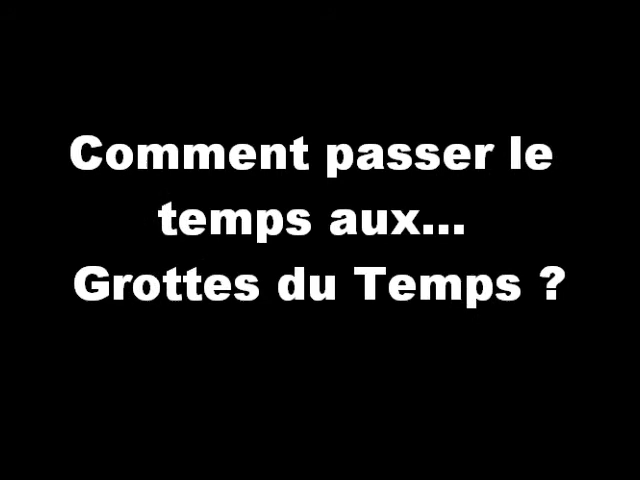 Comment passer le
temps aux...
Grottes du Temps ?